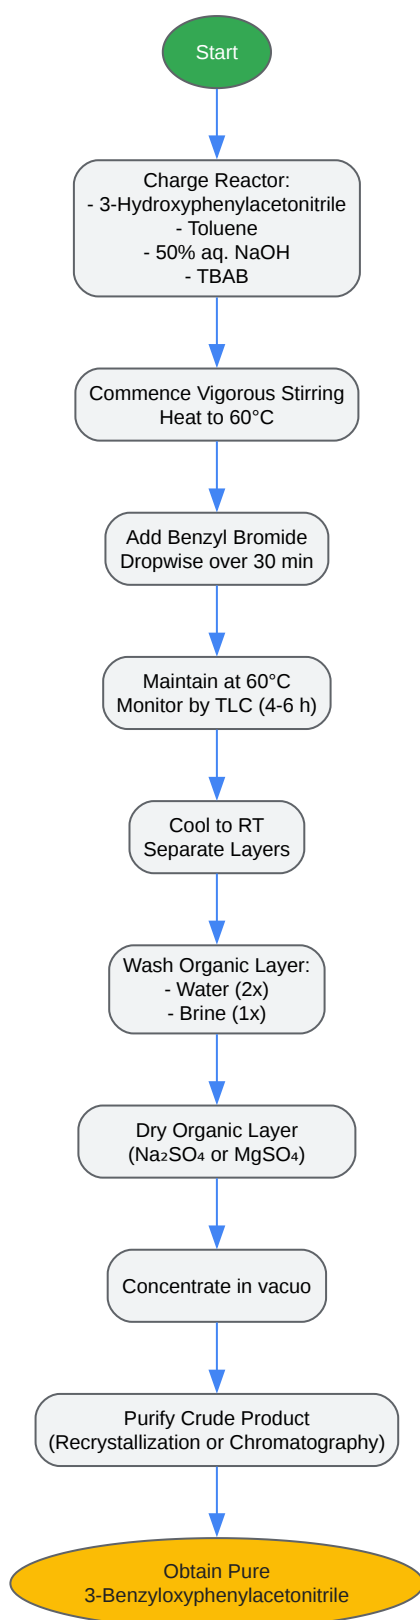 Start
Charge Reactor:
- 3-Hydroxyphenylacetonitrile
- Toluene
- 50% aq. NaOH
- TBAB
Commence Vigorous Stirring
Heat to 60°C
Add Benzyl Bromide
Dropwise over 30 min
Maintain at 60°C
Monitor by TLC (4-6 h)
Cool to RT
Separate Layers
Wash Organic Layer:
- Water (2x)
- Brine (1x)
Dry Organic Layer
(Na₂SO₄ or MgSO₄)
Concentrate in vacuo
Purify Crude Product
(Recrystallization or Chromatography)
Obtain Pure
3-Benzyloxyphenylacetonitrile